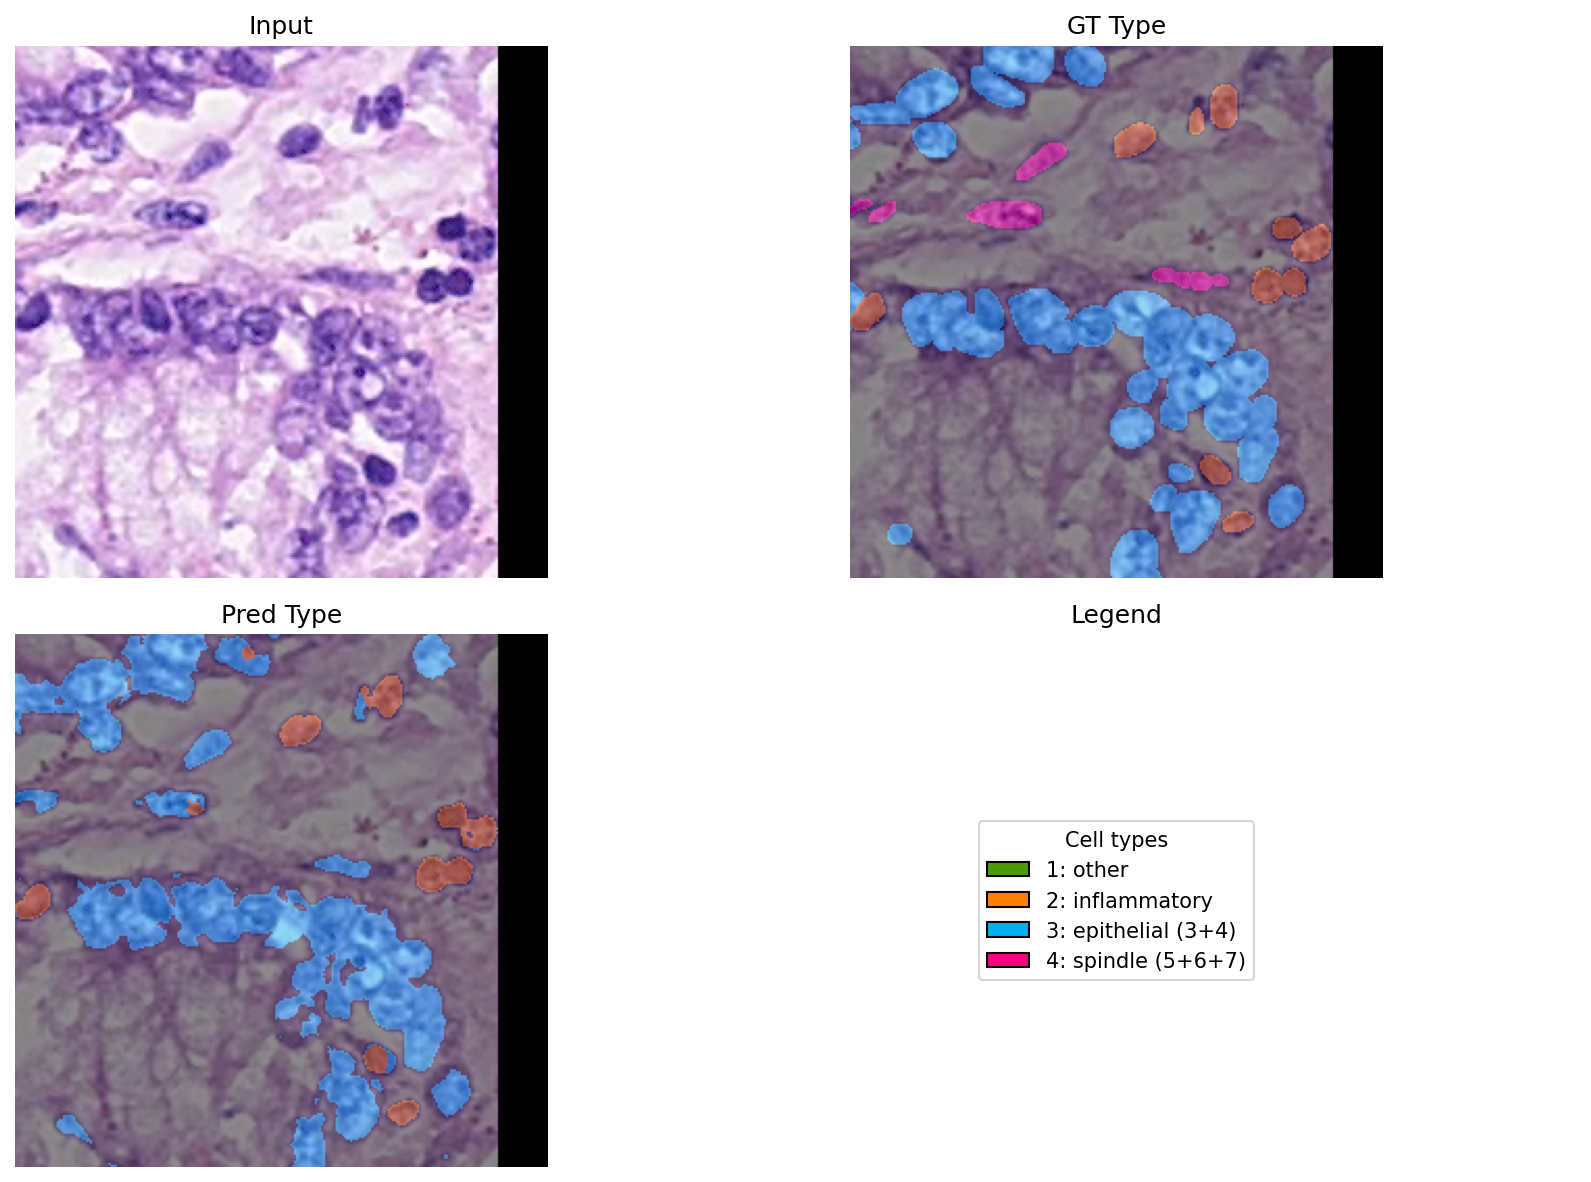 Input
GT Type
Pred Type
Legend
Cell types
1: other
2: inflammatory
3: epithelial (3+4)
4: spindle (5+6+7)